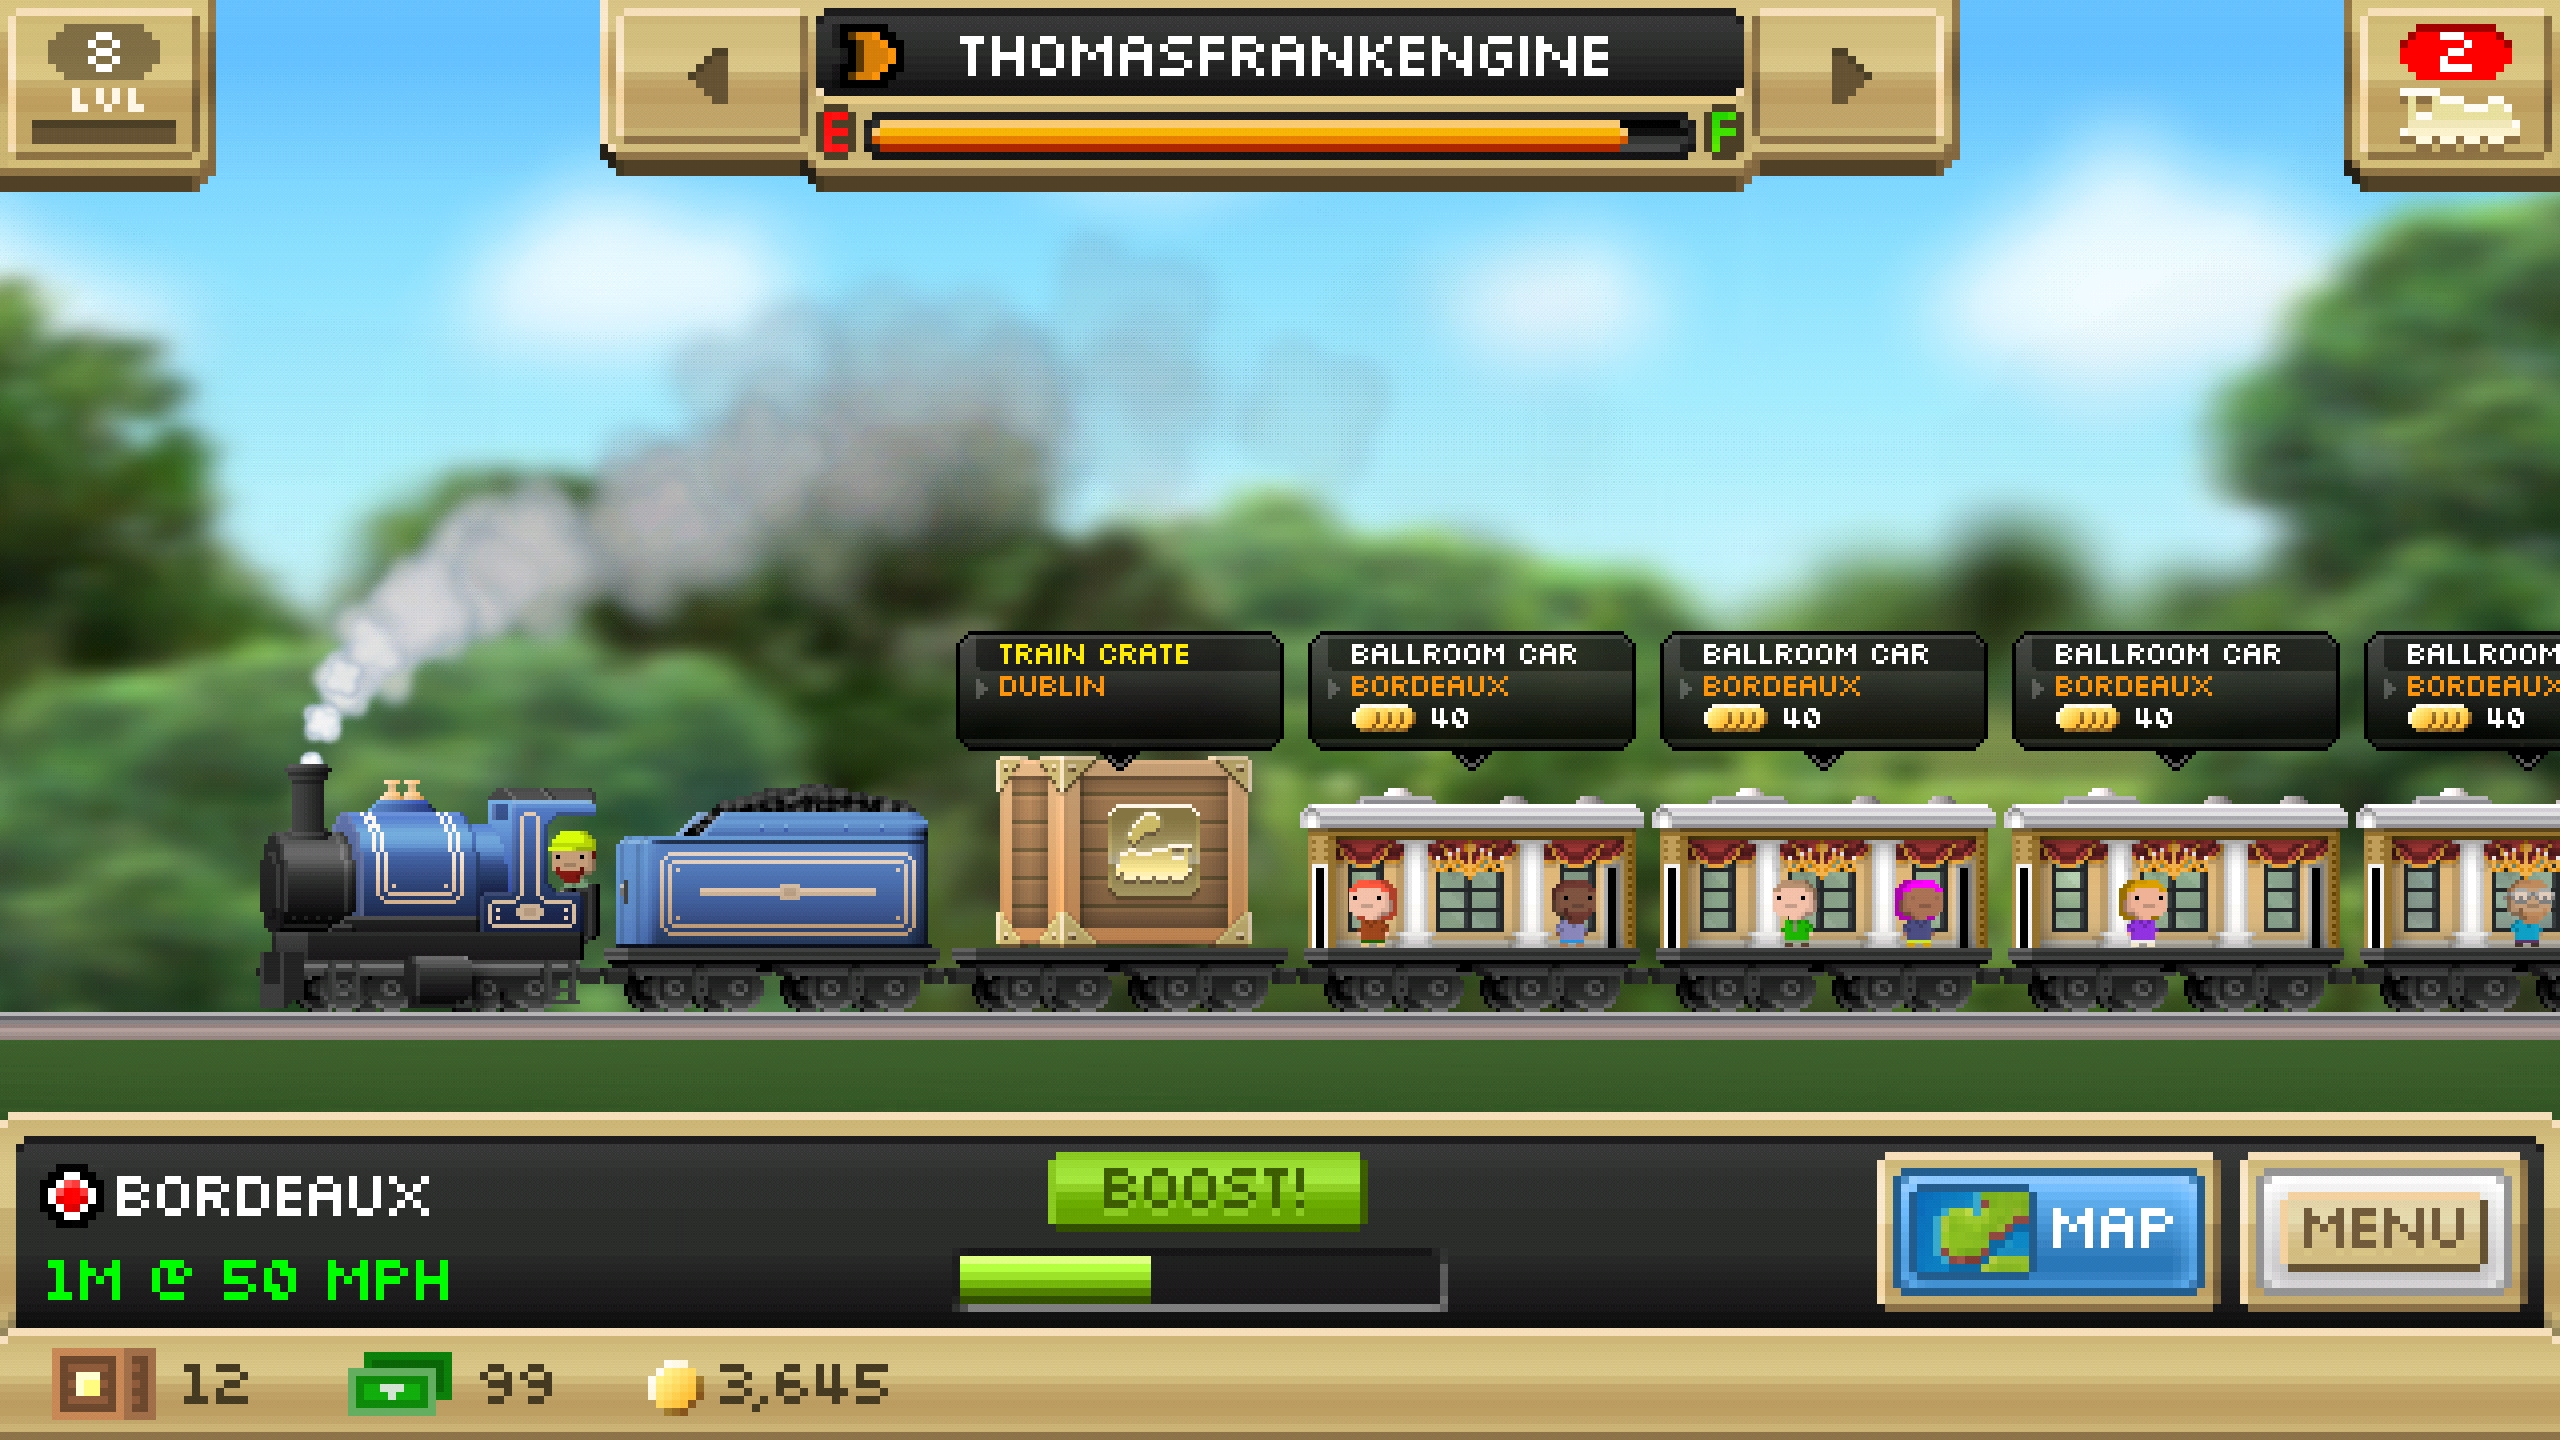 8
LVL
THOMASFRANKENGINE
E F
2
TRAIN CRATE
DUBLIN
BALLROOM CAR
BORDEAUX
40
BALLROOM CAR
BORDEAUX
40
BALLROOM CAR
BORDEAUX
40
BALLROOM
BORDEAUX
40
BORDEAUX
1M @ 50 MPH
BOOST!
MAP
MENU
12
99
3,645